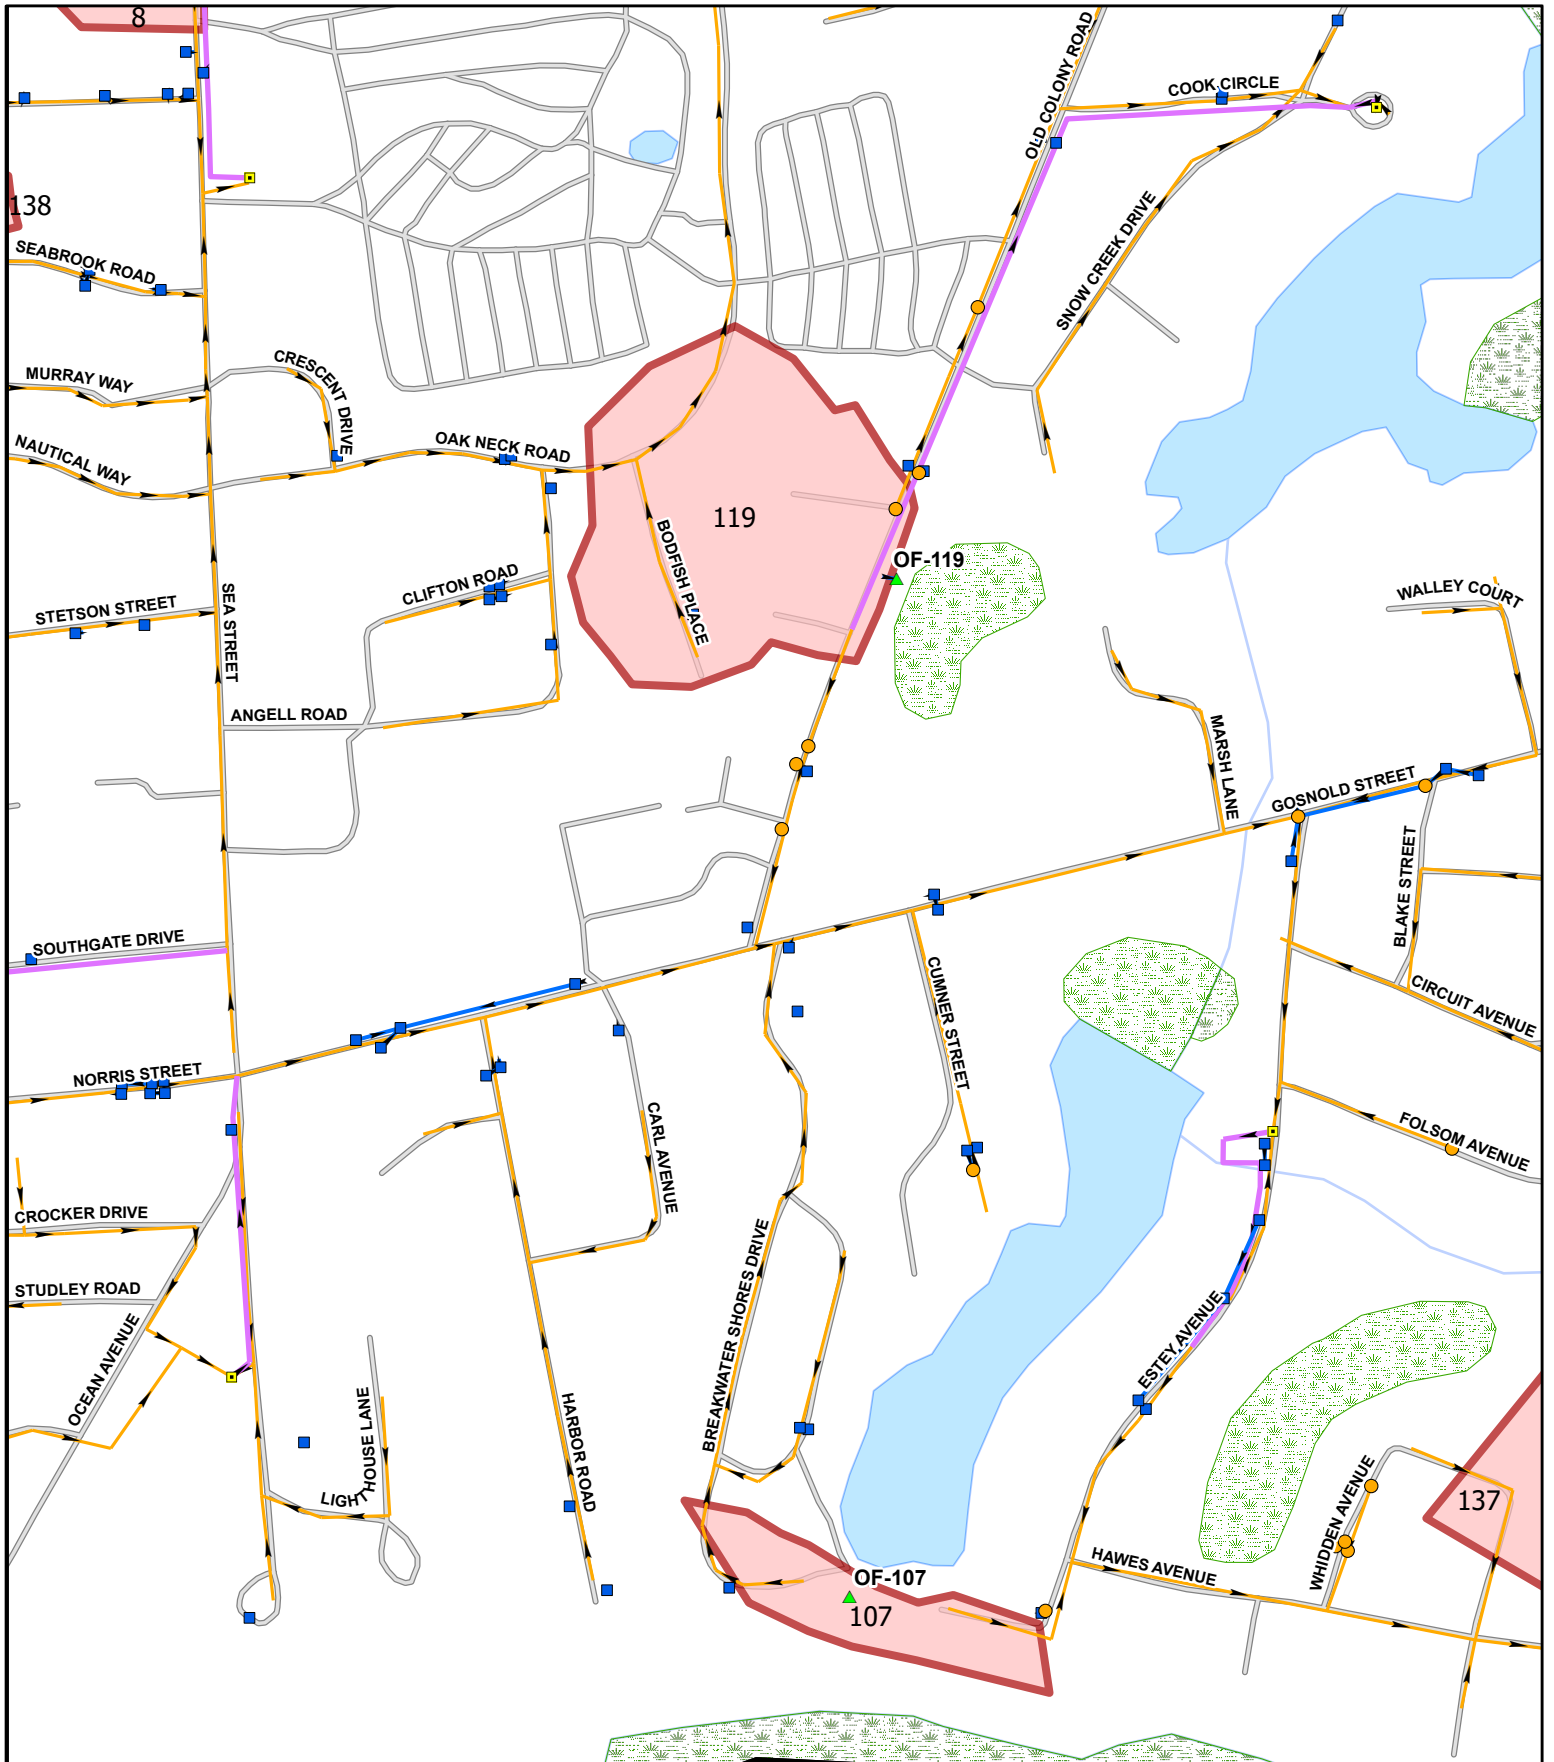 8
OLD COLONY ROAD
COOK CIRCLE
138
SEABROOK ROAD
SNOW CREEK DRIVE
MURRAY WAY
CRESCENT DRIVE
NAUTICAL WAY
OAK NECK ROAD
119
BODFISH PLACE
OF-119
CLIFTON ROAD
STETSON STREET
SEA STREET
WALLEY COURT
ANGELL ROAD
MARSH LANE
GOSNOLD STREET
BLAKE STREET
SOUTHGATE DRIVE
CUMNER STREET
CIRCUIT AVENUE
NORRIS STREET
CARL AVENUE
FOLSOM AVENUE
CROCKER DRIVE
STUDLEY ROAD
OCEAN AVENUE
BREAKWATER SHORES DRIVE
ESTEY AVENUE
LIGHTHOUSE LANE
HARBOR ROAD
WHIDDEN AVENUE
137
HAWES AVENUE
OF-107
107